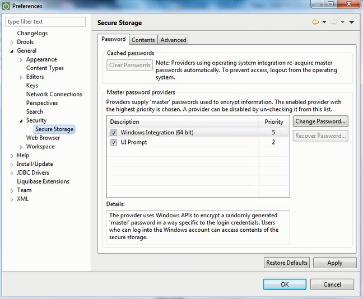 Preferences
type filter text
Changelogs
Drools
General
Appearance
Content Types
Editors
Keys
Network Connections
Perspectives
Search
Security
Secure Storage
Web Browser
Workspace
Help
Install/Update
JDBC Drivers
Liquibase Extensions
Team
XML
Secure Storage
Password Contents Advanced
Cached passwords
Clear Passwords
Note: Providers using operating system integration re-acquire master
passwords automatically. To prevent access, logout from the operating
system.
Master password providers
Providers supply 'master' passwords used to encrypt information. The enabled provider with
the highest priority is chosen. A provider can be disabled by un-checking it from this list.
Description Priority
Windows Integration (64 bit) 5
UI Prompt 2
Change Password...
Recover Password...
Details:
The provider uses Windows APIs to encrypt a randomly generated
'master' password in a way specific to the login credentials. Users
who can log into the Windows account can access contents of the
secure storage.
Restore Defaults Apply
OK Cancel